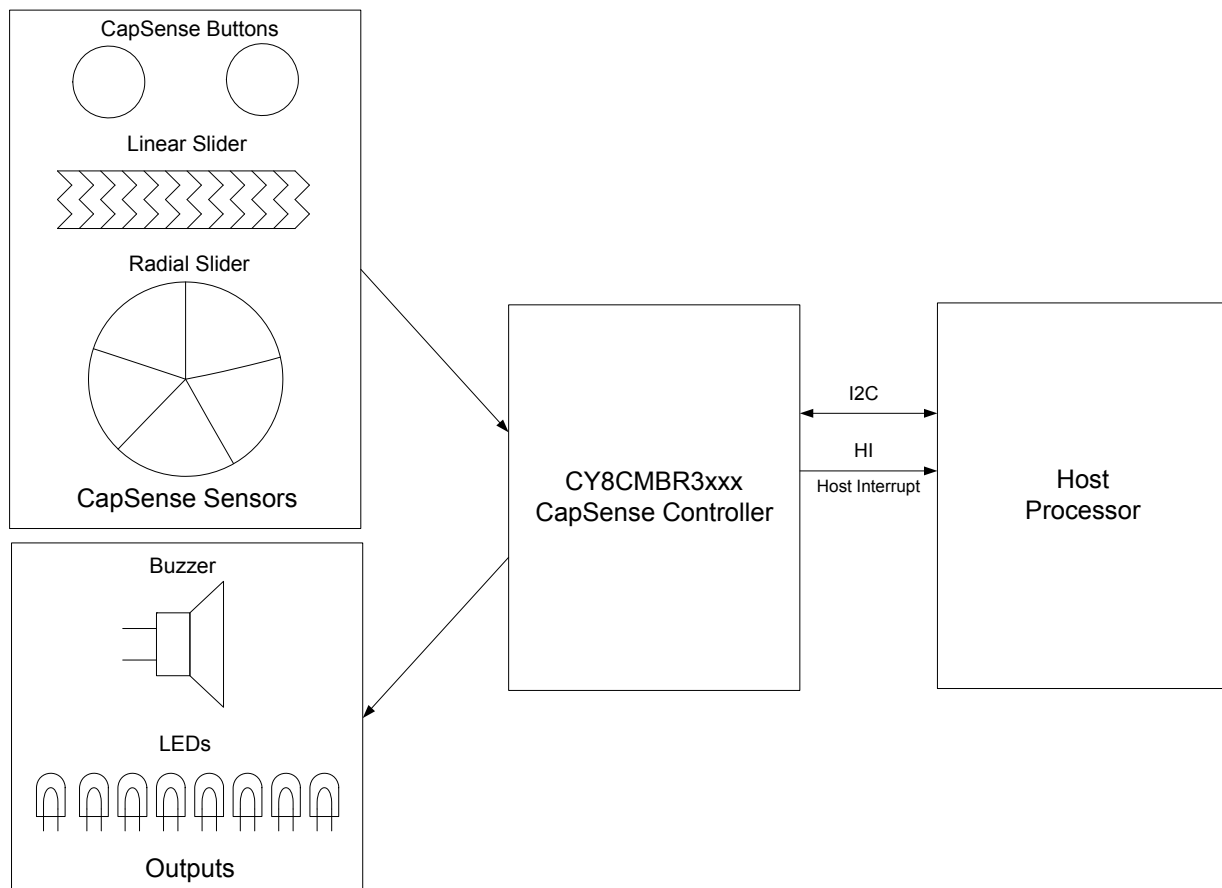 CapSense Buttons
Linear Slider
Radial Slider
CapSense Sensors
Buzzer
LEDs
Outputs
CY8CMBR3xxx
CapSense Controller
I2C
HI
Host Interrupt
Host
Processor